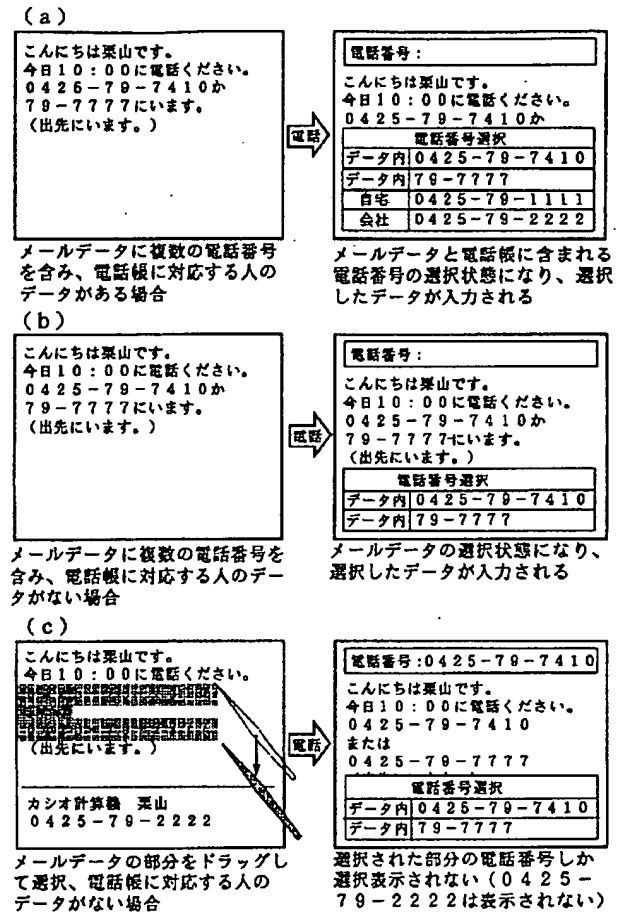 (a)
こんにちは栗山です。
今日10:00に電話ください。
0425-79-7410か
79-7777にいます。
(出先にいます。)
電話
電話番号:
こんにちは栗山です。
今日10:00に電話ください。
0425-79-7410か
電話番号選択
データ内 0425-79-7410
データ内 79-7777
自宅 0425-79-1111
会社 0425-79-2222
メールデータに複数の電話番号
を含み、電話帳に対応する人の
データがある場合
メールデータと電話帳に含まれる
電話番号の選択状態になり、選択
したデータが入力される
(b)
こんにちは栗山です。
今日10:00に電話ください。
0425-79-7410か
79-7777にいます。
(出先にいます。)
電話
電話番号:
こんにちは栗山です。
今日10:00に電話ください。
0425-79-7410か
79-7777にいます。
(出先にいます。)
電話番号選択
データ内 0425-79-7410
データ内 79-7777
メールデータに複数の電話番号を
含み、電話帳に対応する人のデー
タがない場合
メールデータの選択状態になり、
選択したデータが入力される
(c)
こんにちは栗山です。
今日10:00に電話ください。
(出先にいます。)
カシオ計算機 栗山
0425-79-2222
電話
電話番号:0425-79-7410
こんにちは栗山です。
今日10:00に電話ください。
0425-79-7410
または
0425-79-7777
電話番号選択
データ内 0425-79-7410
データ内 79-7777
メールデータの部分をドラッグし
て選択、電話帳に対応する人の
データがない場合
選択された部分の電話番号しか
選択表示されない(0425-
79-2222は表示されない)